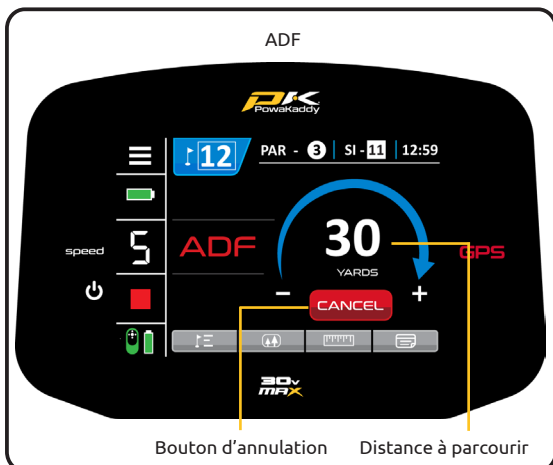 ADF
PK
PowaKaddy
12 PAR - 3 SI - 11 12:59
speed 5 ADF 30 GPS
YARDS
- CANCEL +
30v
MAX
Bouton d’annulation Distance à parcourir